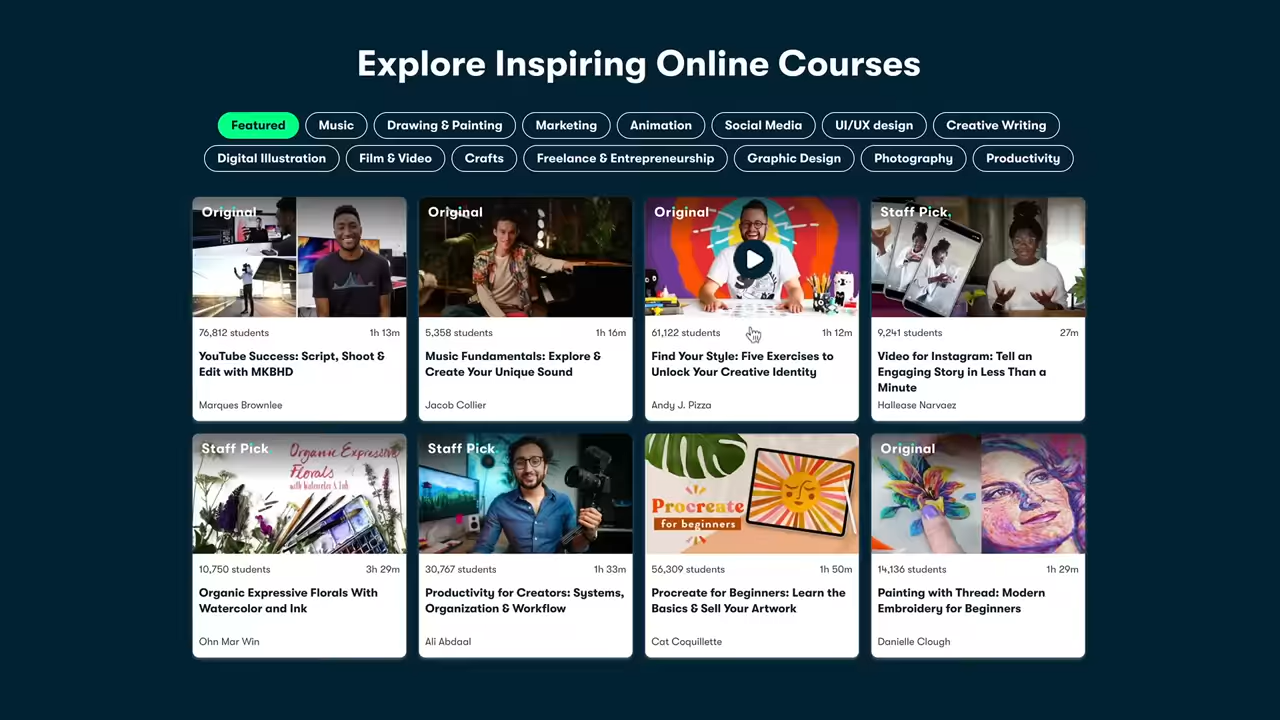 Explore Inspiring Online Courses
Featured
Music
Drawing & Painting
Marketing
Animation
Social Media
UI/UX design
Creative Writing
Digital Illustration
Film & Video
Crafts
Freelance & Entrepreneurship
Graphic Design
Photography
Productivity
Original
76,812 students
1h 13m
YouTube Success: Script, Shoot &
Edit with MKBHD
Marques Brownlee
Original
5,358 students
1h 16m
Music Fundamentals: Explore &
Create Your Unique Sound
Jacob Collier
Original
61,122 students
1h 12m
Find Your Style: Five Exercises to
Unlock Your Creative Identity
Andy J. Pizza
Staff Pick.
9,241 students
27m
Video for Instagram: Tell an
Engaging Story in Less Than a
Minute
Hallease Narvaez
Staff Pick
Organic Expressive
Florals
with Watercolor & Ink
10,750 students
3h 29m
Organic Expressive Florals With
Watercolor and Ink
Ohn Mar Win
Staff Pick
30,767 students
1h 33m
Productivity for Creators: Systems,
Organization & Workflow
Ali Abdaal
Procreate
for beginners
56,309 students
1h 50m
Procreate for Beginners: Learn the
Basics & Sell Your Artwork
Cat Coquillette
Original
14,136 students
1h 29m
Painting with Thread: Modern
Embroidery for Beginners
Danielle Clough